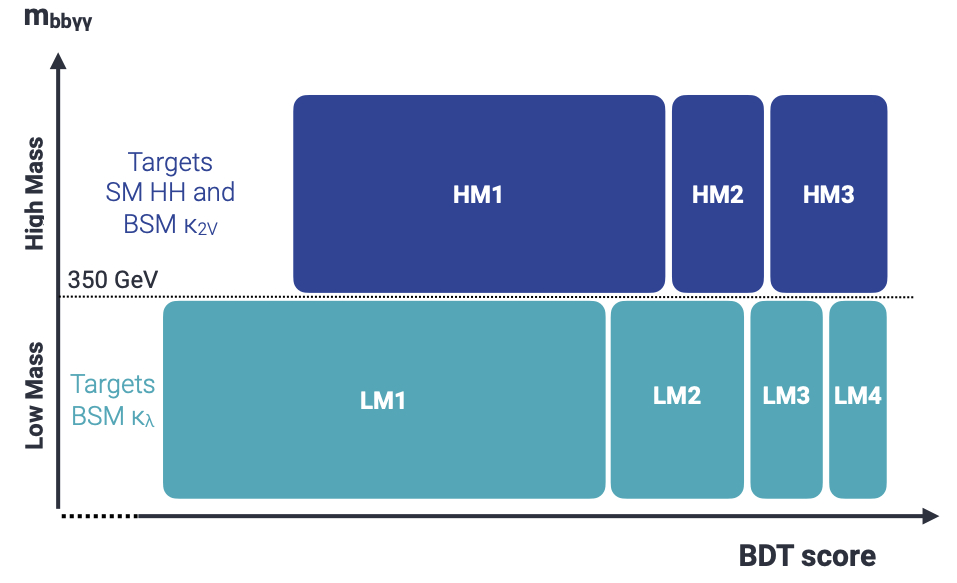 mbbγγ
High Mass
Targets
SM HH and
BSM κ2V
HM1
HM2
HM3
350 GeV
Low Mass
Targets
BSM κλ
LM1
LM2
LM3
LM4
BDT score